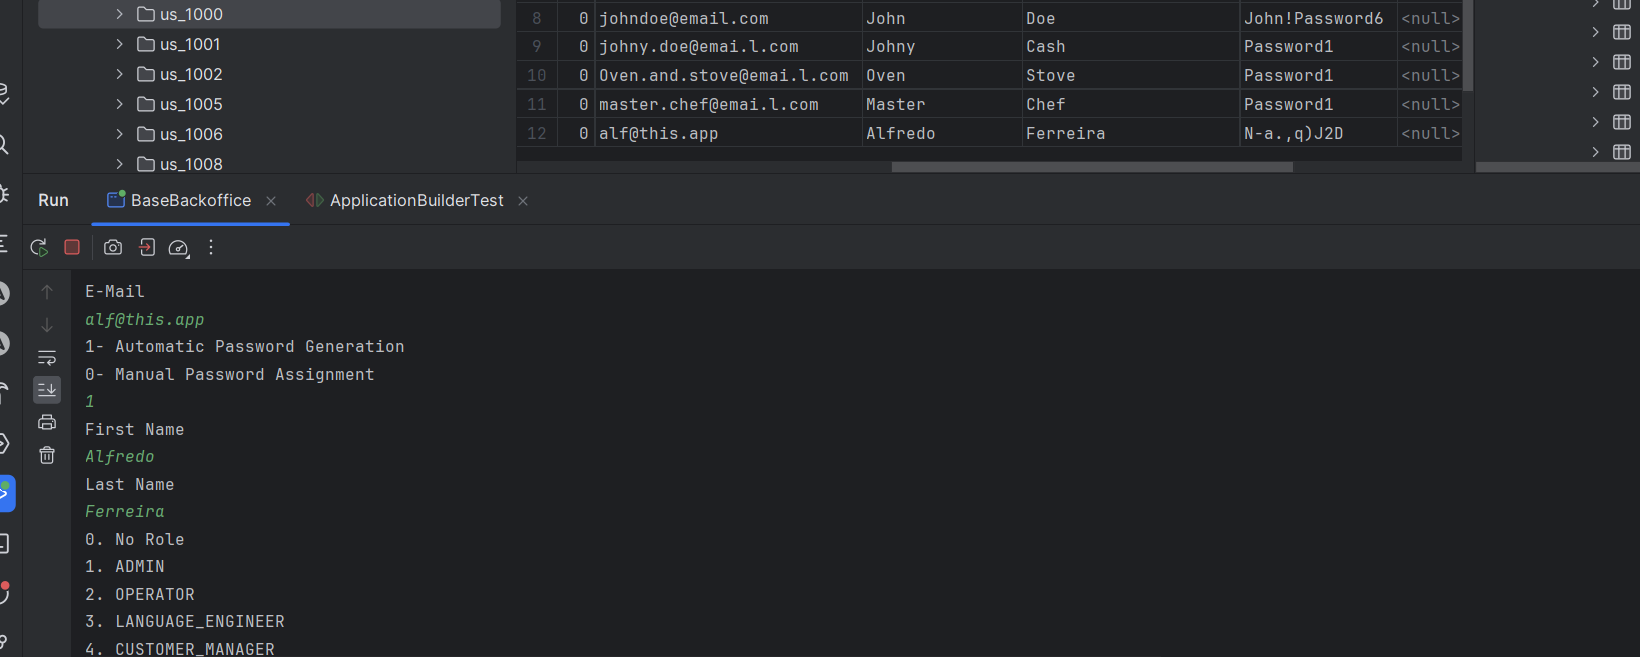 us_1000
us_1001
us_1002
us_1005
us_1006
us_1008
8 0 johndoe@email.com John Doe John!Password6 <null>
9 0 johny.doe@emai.l.com Johny Cash Password1 <null>
10 0 Oven.and.stove@emai.l.com Oven Stove Password1 <null>
11 0 master.chef@emai.l.com Master Chef Password1 <null>
12 0 alf@this.app Alfredo Ferreira N-a.,q)J2D <null>
Run BaseBackoffice ApplicationBuilderTest
E-Mail
alf@this.app
1- Automatic Password Generation
0- Manual Password Assignment
1
First Name
Alfredo
Last Name
Ferreira
0. No Role
1. ADMIN
2. OPERATOR
3. LANGUAGE_ENGINEER
4. CUSTOMER_MANAGER